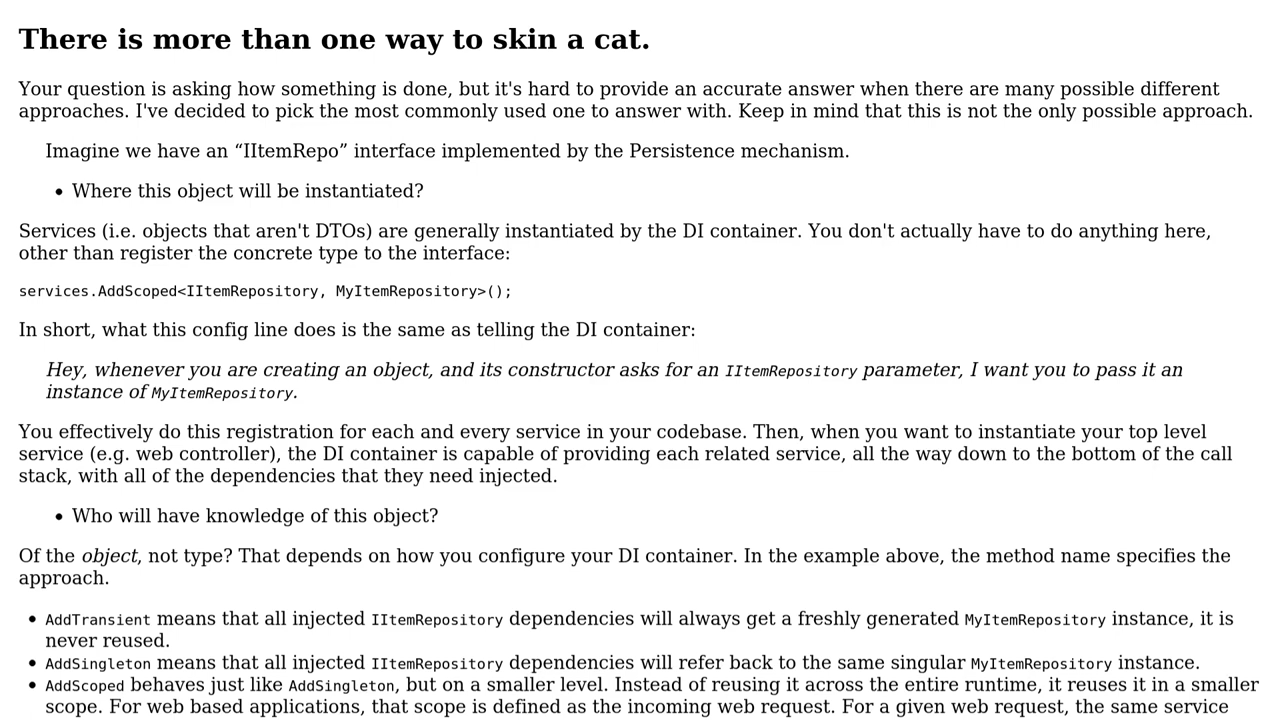 There is more than one way to skin a cat.
Your question is asking how something is done, but it's hard to provide an accurate answer when there are many possible different
approaches. I've decided to pick the most commonly used one to answer with. Keep in mind that this is not the only possible approach.
Imagine we have an “IItemRepo” interface implemented by the Persistence mechanism.
• Where this object will be instantiated?
Services (i.e. objects that aren't DTOs) are generally instantiated by the DI container. You don't actually have to do anything here,
other than register the concrete type to the interface:
services.AddScoped<IItemRepository, MyItemRepository>();
In short, what this config line does is the same as telling the DI container:
Hey, whenever you are creating an object, and its constructor asks for an IItemRepository parameter, I want you to pass it an
instance of MyItemRepository.
You effectively do this registration for each and every service in your codebase. Then, when you want to instantiate your top level
service (e.g. web controller), the DI container is capable of providing each related service, all the way down to the bottom of the call
stack, with all of the dependencies that they need injected.
• Who will have knowledge of this object?
Of the object, not type? That depends on how you configure your DI container. In the example above, the method name specifies the
approach.
• AddTransient means that all injected IItemRepository dependencies will always get a freshly generated MyItemRepository instance, it is
never reused.
• AddSingleton means that all injected IItemRepository dependencies will refer back to the same singular MyItemRepository instance.
• AddScoped behaves just like AddSingleton, but on a smaller level. Instead of reusing it across the entire runtime, it reuses it in a smaller
scope. For web based applications, that scope is defined as the incoming web request. For a given web request, the same service